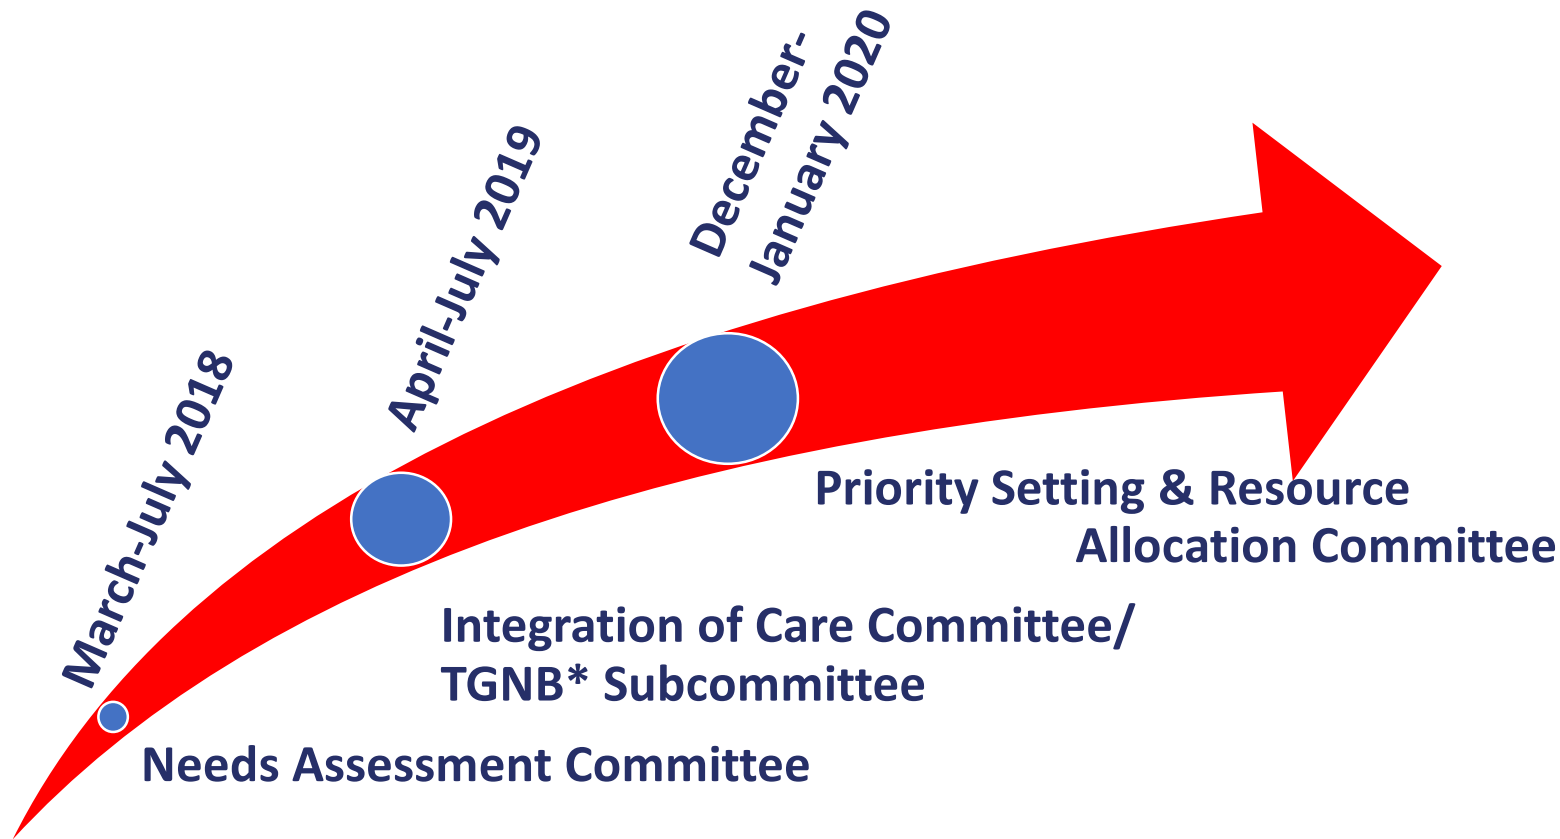 March-July 2018
Needs Assessment Committee
April-July 2019
Integration of Care Committee/
TGNB* Subcommittee
December-
January 2020
Priority Setting & Resource
Allocation Committee